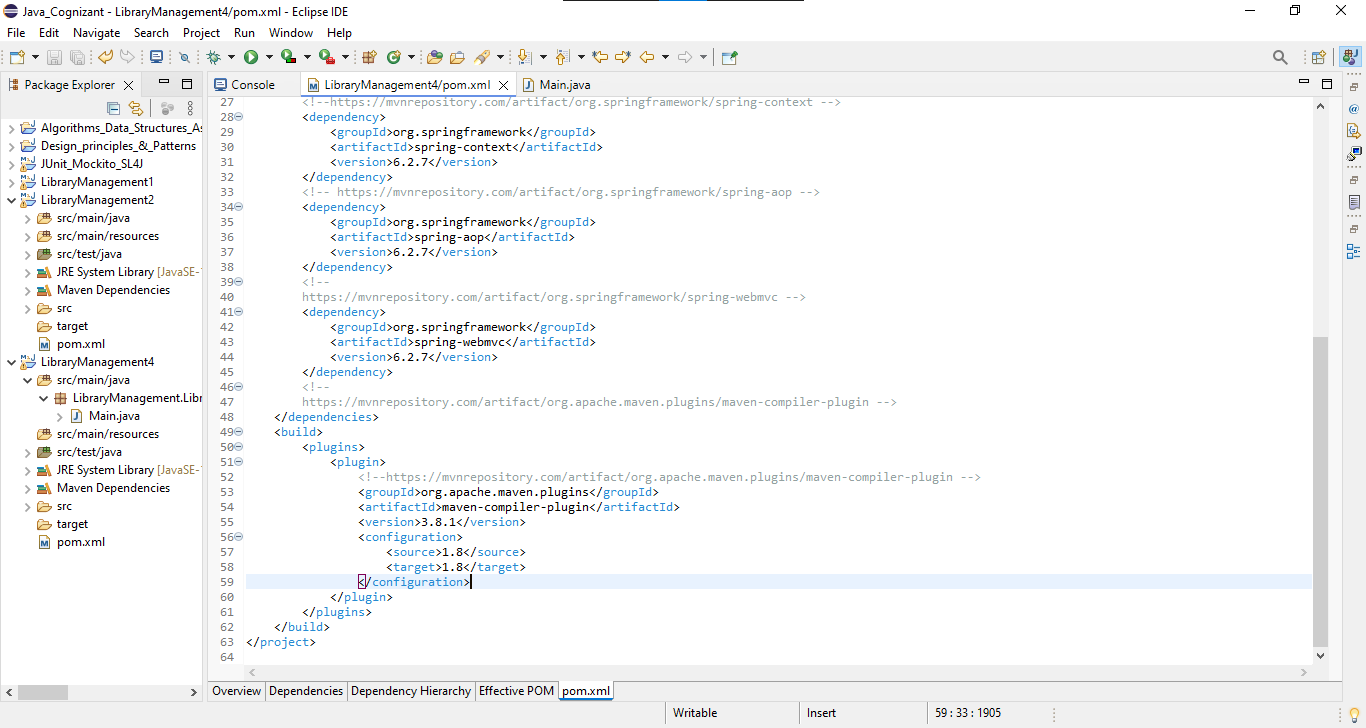 Java_Cognizant - LibraryManagement4/pom.xml - Eclipse IDE
File Edit Navigate Search Project Run Window Help
Package Explorer
Console LibraryManagement4/pom.xml Main.java
Algorithms_Data_Structures_As
Design_principles_&_Patterns
JUnit_Mockito_SL4J
LibraryManagement1
LibraryManagement2
src/main/java
src/main/resources
src/test/java
JRE System Library [JavaSE-1
Maven Dependencies
src
target
pom.xml
LibraryManagement4
src/main/java
LibraryManagement.Libr
Main.java
src/main/resources
src/test/java
JRE System Library [JavaSE-1
Maven Dependencies
src
target
pom.xml
27 <!--https://mvnrepository.com/artifact/org.springframework/spring-context -->
28 <dependency>
29 <groupId>org.springframework</groupId>
30 <artifactId>spring-context</artifactId>
31 <version>6.2.7</version>
32 </dependency>
33 <!-- https://mvnrepository.com/artifact/org.springframework/spring-aop -->
34 <dependency>
35 <groupId>org.springframework</groupId>
36 <artifactId>spring-aop</artifactId>
37 <version>6.2.7</version>
38 </dependency>
39 <!--
40 https://mvnrepository.com/artifact/org.springframework/spring-webmvc -->
41 <dependency>
42 <groupId>org.springframework</groupId>
43 <artifactId>spring-webmvc</artifactId>
44 <version>6.2.7</version>
45 </dependency>
46 <!--
47 https://mvnrepository.com/artifact/org.apache.maven.plugins/maven-compiler-plugin -->
48 </dependencies>
49 <build>
50 <plugins>
51 <plugin>
52 <!--https://mvnrepository.com/artifact/org.apache.maven.plugins/maven-compiler-plugin -->
53 <groupId>org.apache.maven.plugins</groupId>
54 <artifactId>maven-compiler-plugin</artifactId>
55 <version>3.8.1</version>
56 <configuration>
57 <source>1.8</source>
58 <target>1.8</target>
59 </configuration>
60 </plugin>
61 </plugins>
62 </build>
63 </project>
64
Overview Dependencies Dependency Hierarchy Effective POM pom.xml
Writable Insert 59 : 33 : 1905